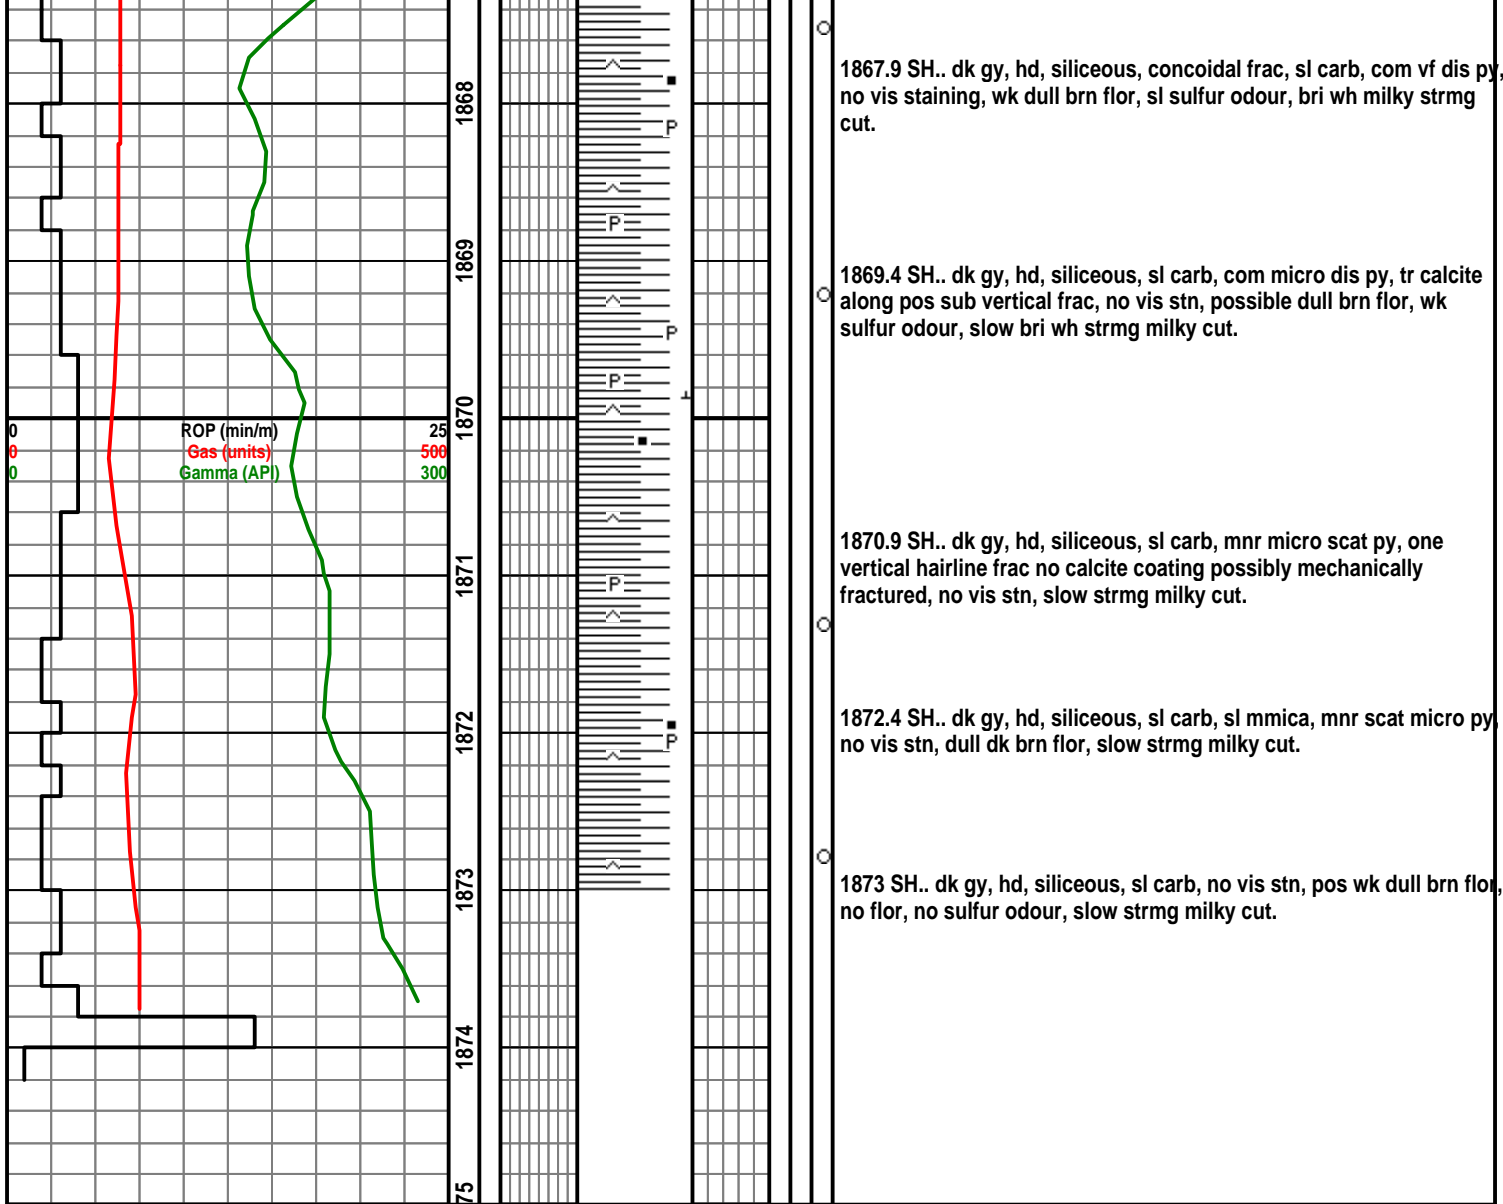 1867.9 SH.. dk gy, hd, siliceous, concoidal frac, sl carb, com vf dis py,
no vis staining, wk dull brn flor, sl sulfur odour, bri wh milky strmg
cut.
1868
P
P
1869
1869.4 SH.. dk gy, hd, siliceous, sl carb, com micro dis py, tr calcite
along pos sub vertical frac, no vis stn, possible dull brn flor, wk
sulfur odour, slow bri wh strmg milky cut.
P
P
1870
0 ROP (min/m) 25
0 Gas (units) 500
0 Gamma (API) 300
1870.9 SH.. dk gy, hd, siliceous, sl carb, mnr micro scat py, one
vertical hairline frac no calcite coating possibly mechanically
fractured, no vis stn, slow strmg milky cut.
1871
P
1872.4 SH.. dk gy, hd, siliceous, sl carb, sl mmica, mnr scat micro py,
no vis stn, dull dk brn flor, slow strmg milky cut.
1872
P
1873
1873 SH.. dk gy, hd, siliceous, sl carb, no vis stn, pos wk dull brn flor,
no flor, no sulfur odour, slow strmg milky cut.
1874
75